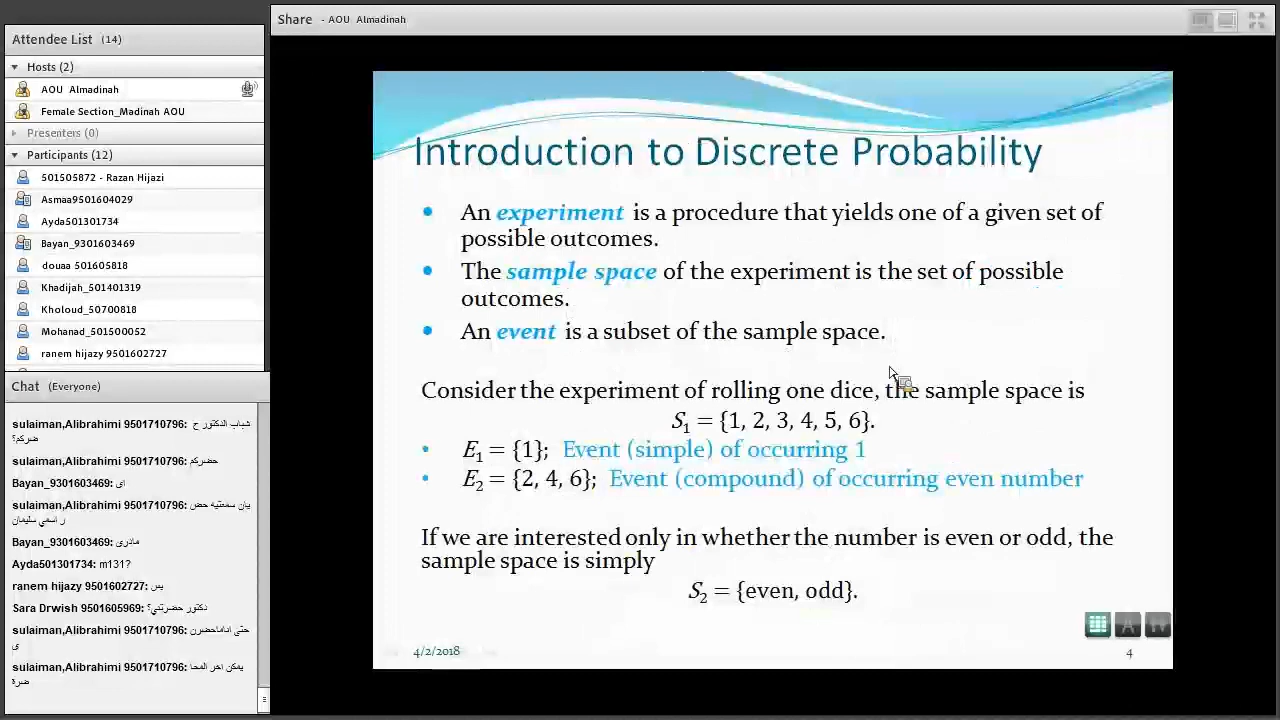 Share - AOU Almadinah
Attendee List (14)
Hosts (2)
AOU Almadinah
Female Section_Madinah AOU
Presenters (0)
Participants (12)
501505872 - Razan Hijazi
Asmaa9501604029
Ayda501301734
Bayan_9301603469
douaa 501605818
Khadijah_501401319
Kholoud_50700818
Mohanad_501500052
ranem hijazy 9501602727
Chat (Everyone)
sulaiman,Alibrahimi 9501710796: شباب الدكتور ح
ضركم؟
sulaiman,Alibrahimi 9501710796: حضركم
Bayan_9301603469: اى
sulaiman,Alibrahimi 9501710796: يان سمعتيه حض
ر اسمي سليمان
Bayan_9301603469: مادرى
Ayda501301734: m131?
ranem hijazy 9501602727: بس
Sara Drwish 9501605969: دكتور حضرتني؟
sulaiman,Alibrahimi 9501710796: حتى اناماحضرن
ي
sulaiman,Alibrahimi 9501710796: يمكن اخر المحا
ضرة
Introduction to Discrete Probability
• An experiment is a procedure that yields one of a given set of
possible outcomes.
• The sample space of the experiment is the set of possible
outcomes.
• An event is a subset of the sample space.
Consider the experiment of rolling one dice, the sample space is
S₁ = {1, 2, 3, 4, 5, 6}.
• E₁ = {1}; Event (simple) of occurring 1
• E₂ = {2, 4, 6}; Event (compound) of occurring even number
If we are interested only in whether the number is even or odd, the
sample space is simply
S₂ = {even, odd}.
4/2/2018
4